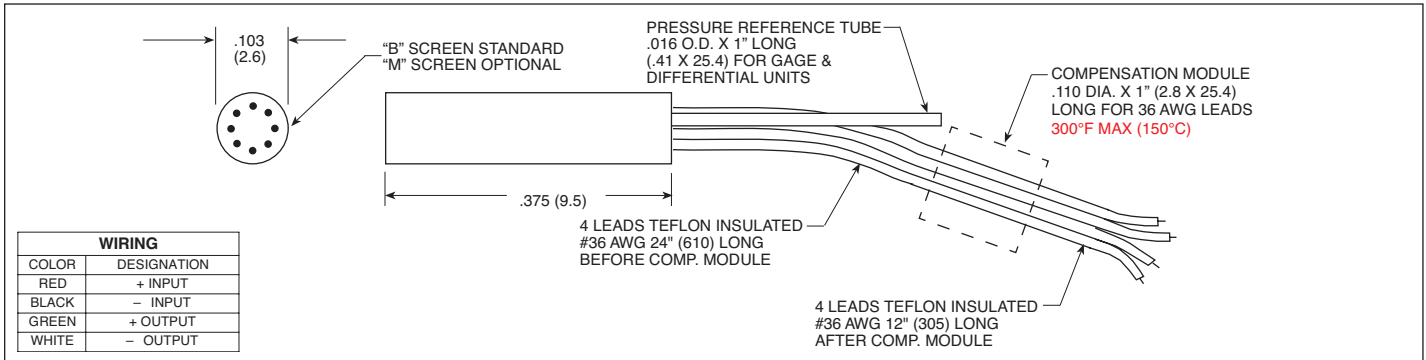 .103
(2.6)
“B” SCREEN STANDARD
“M” SCREEN OPTIONAL
PRESSURE REFERENCE TUBE
.016 O.D. X 1” LONG
(.41 X 25.4) FOR GAGE &
DIFFERENTIAL UNITS
COMPENSATION MODULE
.110 DIA. X 1” (2.8 X 25.4)
LONG FOR 36 AWG LEADS
300°F MAX (150°C)
.375 (9.5)
4 LEADS TEFLON INSULATED
#36 AWG 24" (610) LONG
BEFORE COMP. MODULE
4 LEADS TEFLON INSULATED
#36 AWG 12" (305) LONG
AFTER COMP. MODULE
WIRING
COLOR DESIGNATION
RED + INPUT
BLACK – INPUT
GREEN + OUTPUT
WHITE – OUTPUT